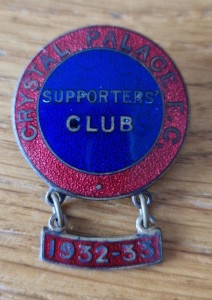 CRYSTAL PALACE F.C.
SUPPORTERS'
CLUB
1932-33